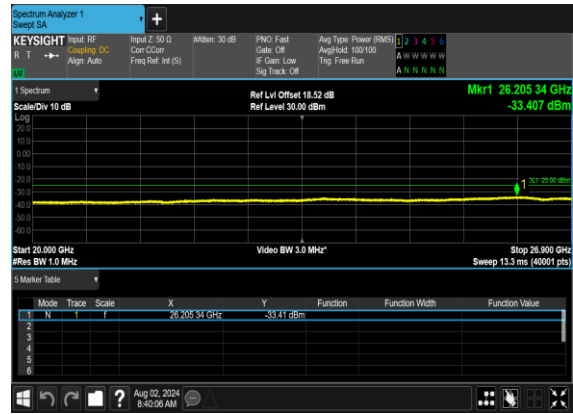 Spectrum Analyzer 1
Swept SA
+
KEYSIGHT Input: RF Input Z: 50 Ω #Atten: 30 dB PNO: Fast Avg Type: Power (RMS) 1 2 3 4 5 6
R T Coupling: DC Corr CCorr Gate: Off Avg|Hold: 100/100 A W W W W W
Align: Auto Freq Ref: Int (S) IF Gain: Low Trig: Free Run
LW Sig Track: Off A N N N N N
1 Spectrum
Ref Lvl Offset 18.52 dB Mkr1 26.205 34 GHz
Scale/Div 10 dB Ref Level 30.00 dBm -33.407 dBm
Log
20.0
10.0
0.00
-10.0
-20.0
1 -25.00 dBm
-30.0
-40.0
-50.0
-60.0
Start 20.000 GHz Video BW 3.0 MHz* Stop 26.900 GHz
#Res BW 1.0 MHz Sweep 13.3 ms (40001 pts)
5 Marker Table
Mode Trace Scale X Y Function Function Width Function Value
1 N 1 f 26.205 34 GHz -33.41 dBm
2
3
4
5
6
? Aug 02, 2024
8:40:06 AM